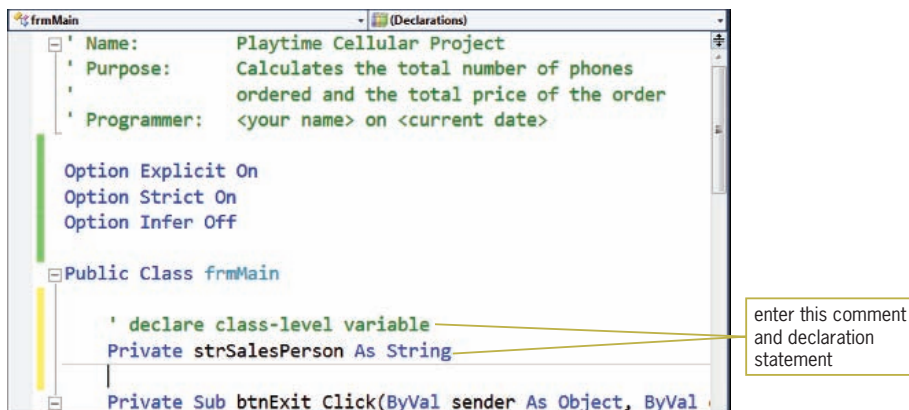 frmMain (Declarations)
' Name: Playtime Cellular Project
' Purpose: Calculates the total number of phones
' ordered and the total price of the order
' Programmer: <your name> on <current date>
Option Explicit On
Option Strict On
Option Infer Off
Public Class frmMain
' declare class-level variable
Private strSalesPerson As String
Private Sub btnExit_Click(ByVal sender As Object, ByVal
enter this comment
and declaration
statement